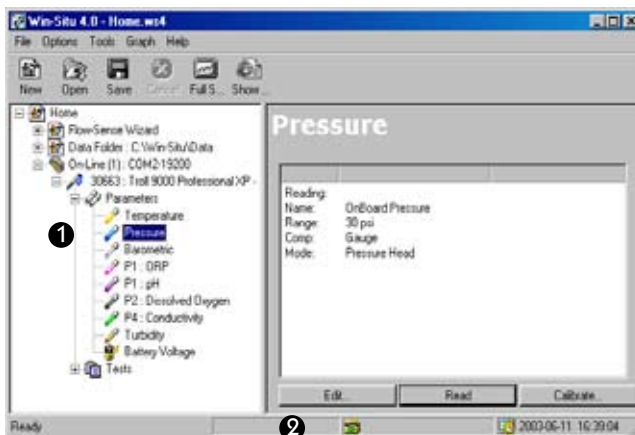 Win-Situ 4.0 - Home.ws4
File Options Tools Graph Help
New Open Save Cancel Full S... Show...
Home
Flow-Sense Wizard
Data Folder : C:\Win-Situ\Data
On-Line (1) : COM2-19200
30663 : Troll 9000 Professional XP -
Parameters
Temperature
1
Pressure
Barometric
P1 : ORP
P1 : pH
P2 : Dissolved Oxygen
P4 : Conductivity
Turbidity
Battery Voltage
Tests
Pressure
Reading:
Name: OnBoard Pressure
Range: 30 psi
Comp: Gauge
Mode: Pressure Head
Edit... Read Calibrate...
Ready
2
2003-06-11 16:39:04